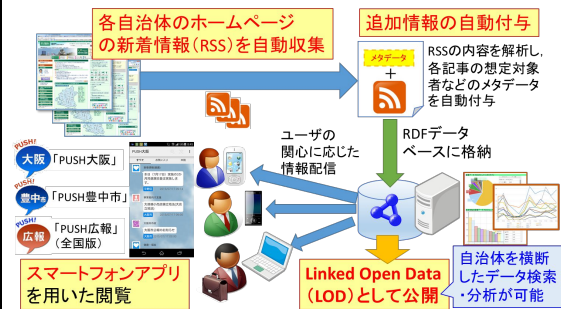 各自治体のホームページ
の新着情報(RSS)を自動収集
追加情報の自動付与
メタデータ
+
RSSの内容を解析し,
各記事の想定対象
者などのメタデータ
を自動付与
ユーザの
関心に応じた
情報配信
RDFデータ
ベースに格納
PUSH!
大阪
「PUSH大阪」
PUSH!
豊中市
「PUSH豊中市」
PUSH!
広報
「PUSH広報」
(全国版)
PUSH大阪
スマートフォンアプリ
を用いた閲覧
Linked Open Data
(LOD)として公開
自治体を横断
したデータ検索
・分析が可能